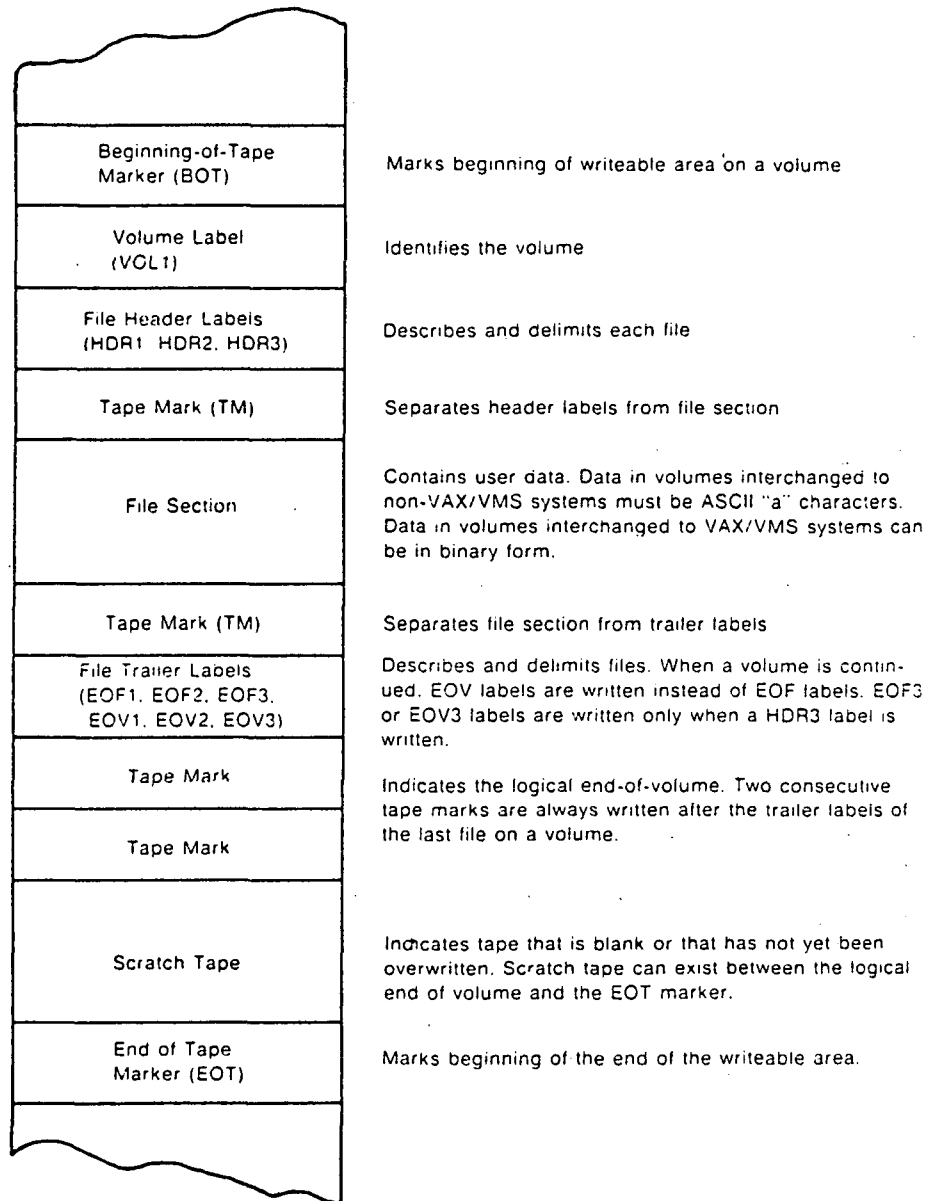 Beginning-of-Tape
Marker (BOT)
Marks beginning of writeable area on a volume
Volume Label
(VOL1)
Identifies the volume
File Header Labels
(HDR1 HDR2. HDR3)
Describes and delimits each file
Tape Mark (TM)
Separates header labels from file section
File Section
Contains user data. Data in volumes interchanged to
non-VAX/VMS systems must be ASCII "a" characters.
Data in volumes interchanged to VAX/VMS systems can
be in binary form.
Tape Mark (TM)
Separates file section from trailer labels
File Trailer Labels
(EOF1. EOF2. EOF3.
EOV1. EOV2. EOV3)
Describes and delimits files. When a volume is contin-
ued. EOV labels are written instead of EOF labels. EOF3
or EOV3 labels are written only when a HDR3 label is
written.
Tape Mark
Tape Mark
Indicates the logical end-of-volume. Two consecutive
tape marks are always written after the trailer labels of
the last file on a volume.
Scratch Tape
Indicates tape that is blank or that has not yet been
overwritten. Scratch tape can exist between the logical
end of volume and the EOT marker.
End of Tape
Marker (EOT)
Marks beginning of the end of the writeable area.